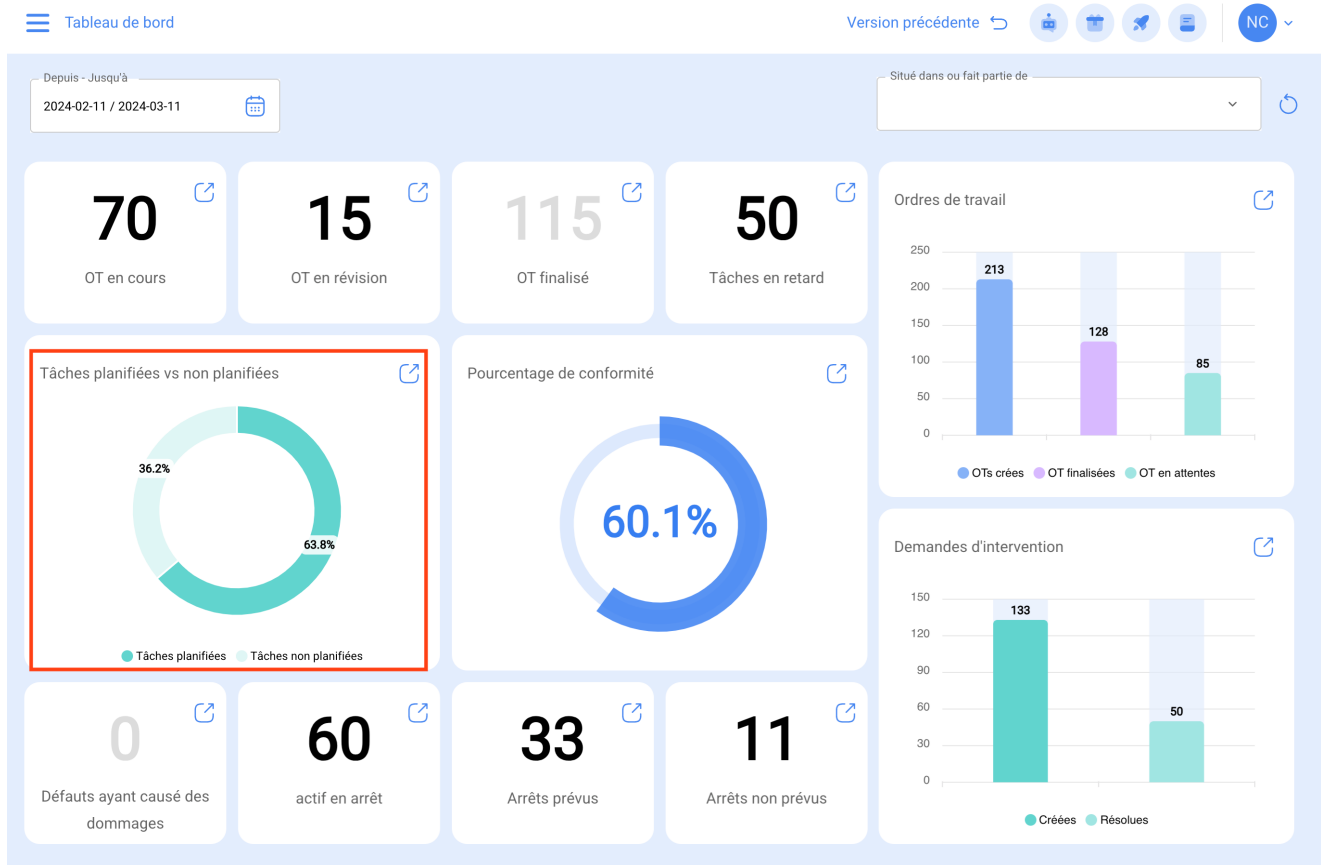 Tableau de bord
Version précédente
NC
Depuis - Jusqu'à
2024-02-11 / 2024-03-11
Situé dans ou fait partie de
70
OT en cours
15
OT en révision
115
OT finalisé
50
Tâches en retard
Ordres de travail
250
200
150
100
50
0
213
128
85
OTs crées
OT finalisées
OT en attentes
Tâches planifiées vs non planifiées
36.2%
63.8%
Tâches planifiées
Tâches non planifiées
Pourcentage de conformité
60.1%
Demandes d'intervention
150
120
90
60
30
0
133
50
Créées
Résolues
0
Défauts ayant causé des
dommages
60
actif en arrêt
33
Arrêts prévus
11
Arrêts non prévus